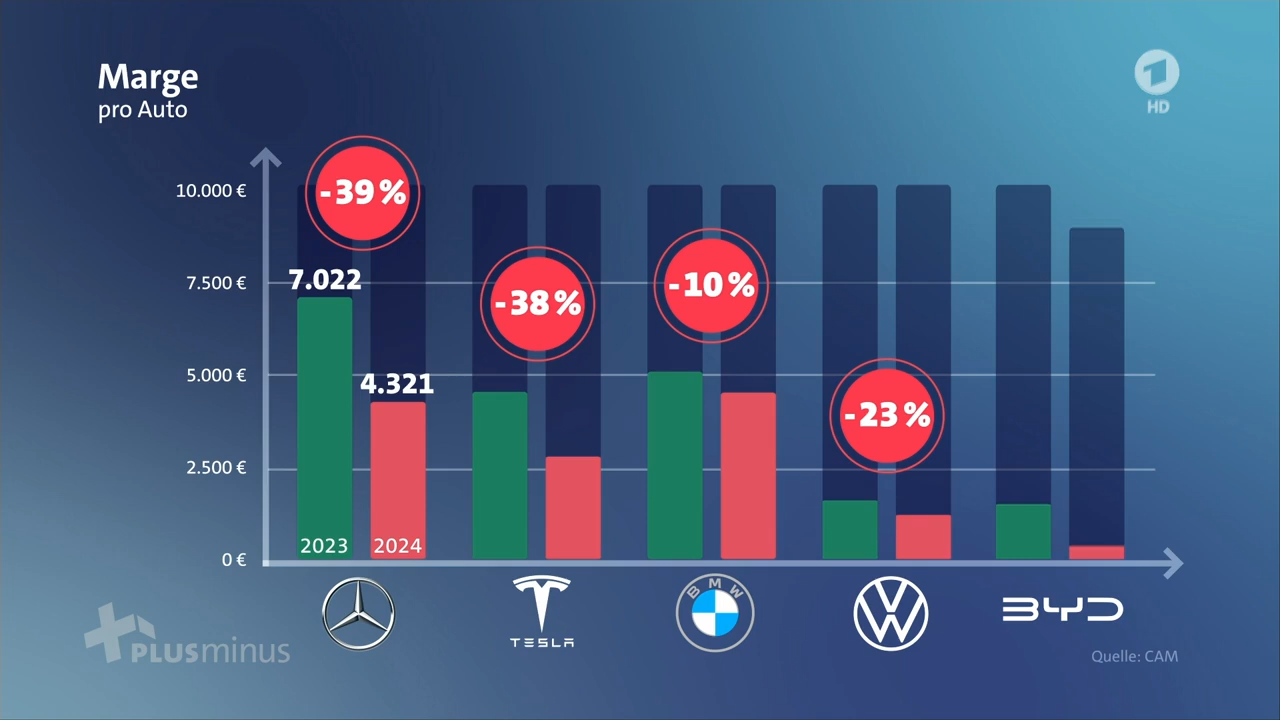 Marge
pro Auto
HD
10.000 €
7.500 €
5.000 €
2.500 €
0 €
-39 %
-38 %
-10 %
-23 %
7.022
4.321
2023
2024
TESLA
BMW
BYD
PLUSminus
Quelle: CAM